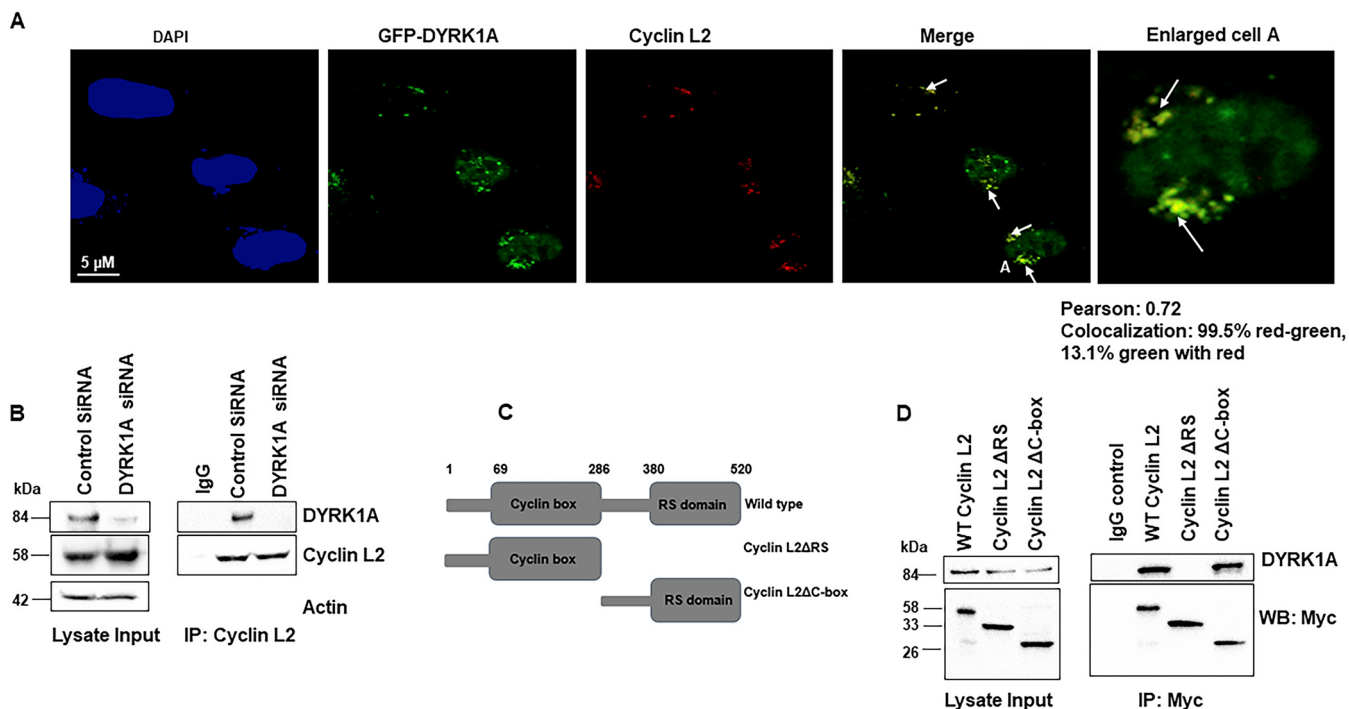 A
DAPI
GFP-DYRK1A
Cyclin L2
Merge
Enlarged cell A
5 µM
A
Pearson: 0.72
Colocalization: 99.5% red-green,
13.1% green with red
B
Control SiRNA
DYRK1A siRNA
IgG
Control SiRNA
DYRK1A siRNA
kDa
84
58
42
DYRK1A
Cyclin L2
Actin
Lysate Input
IP: Cyclin L2
C
1 69 286 380 520
Cyclin box
RS domain
Wild type
Cyclin box
Cyclin L2ΔRS
RS domain
Cyclin L2ΔC-box
D
WT Cyclin L2
Cyclin L2 ΔRS
Cyclin L2 ΔC-box
IgG control
WT Cyclin L2
Cyclin L2 ΔRS
Cyclin L2 ΔC-box
kDa
84
58
33
26
DYRK1A
WB: Myc
Lysate Input
IP: Myc